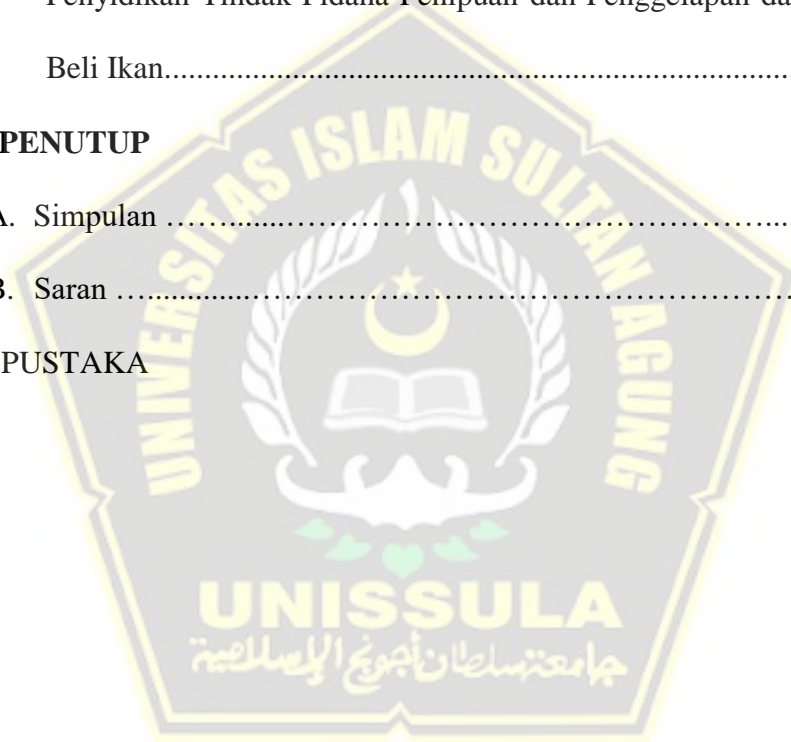 Penyidikan Tindak Pidana Penipuan dan Penggelapan da
Beli Ikan..............................................................................
PENUTUP
A. Simpulan ……......………………………………………………...
B. Saran …..............………………………………………………
PUSTAKA
UNIVERSITAS ISLAM SULTAN AGUNG
UNISSULA
جامعة سلطان أجونج الإسلامية